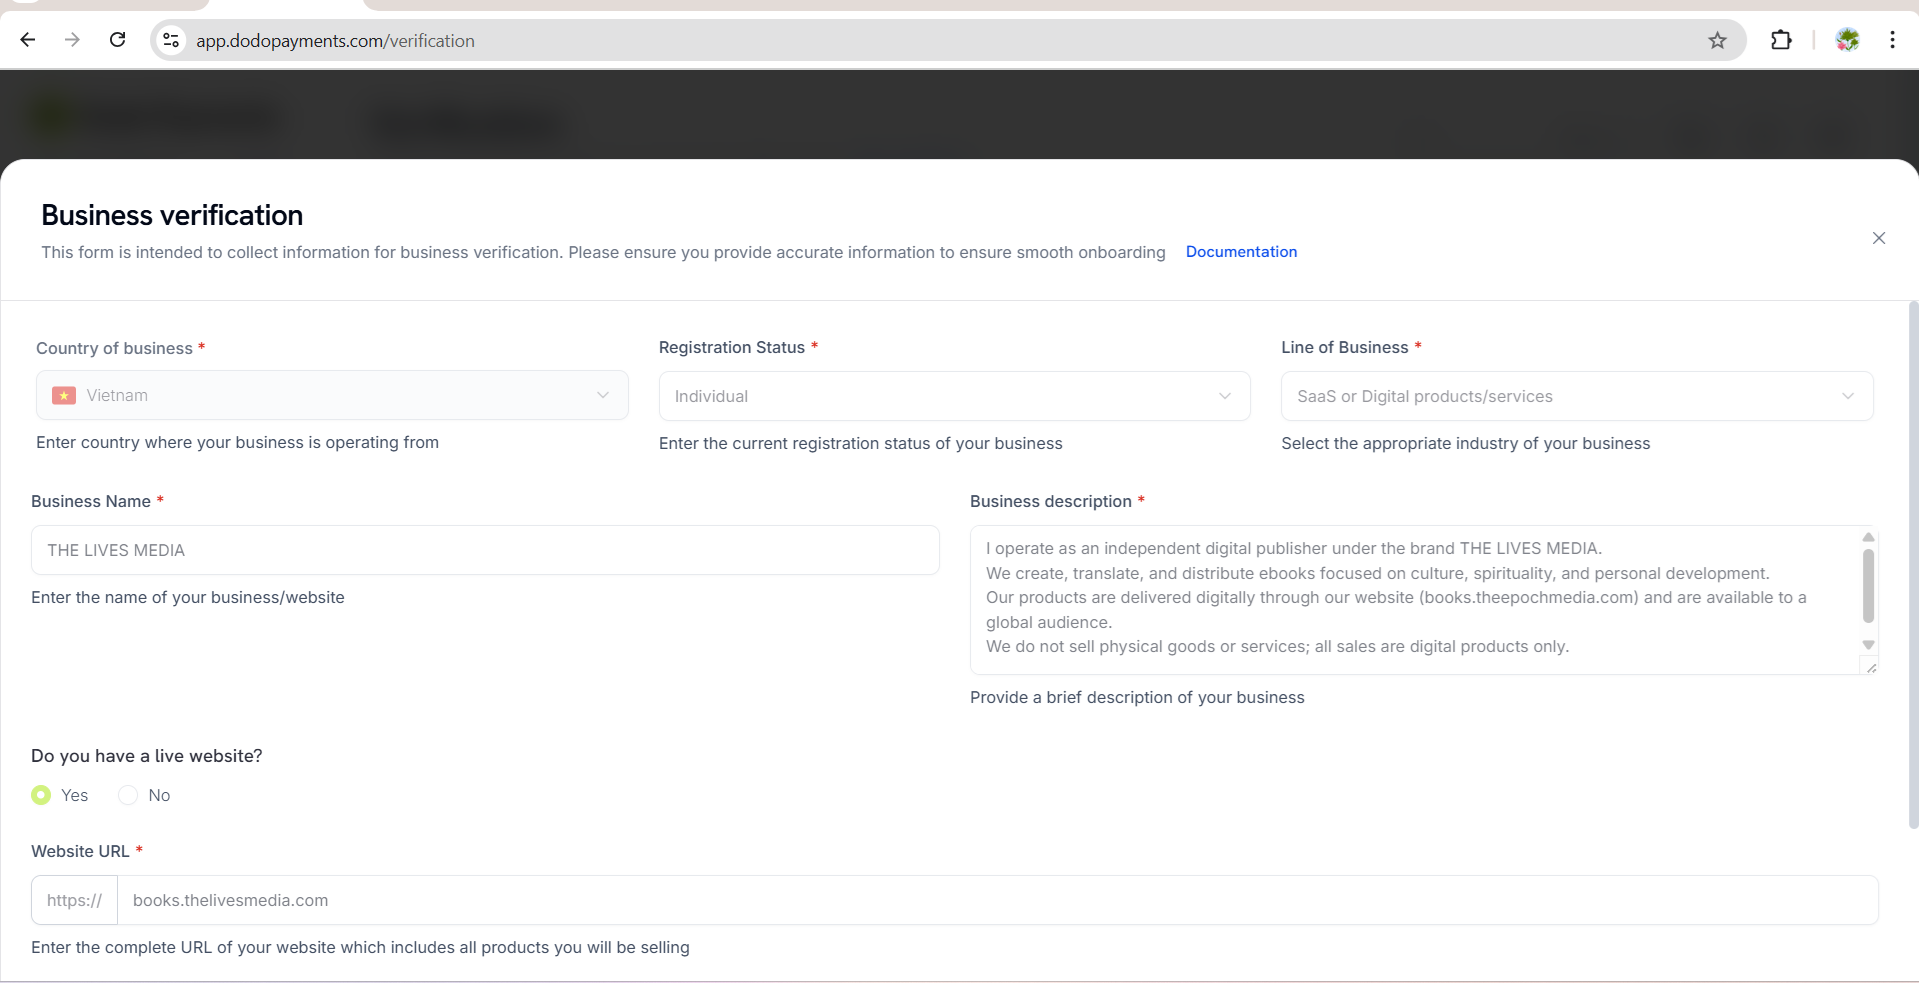 app.dodopayments.com/verification
Business verification
This form is intended to collect information for business verification. Please ensure you provide accurate information to ensure smooth onboarding Documentation
Country of business *
Vietnam
Enter country where your business is operating from
Registration Status *
Individual
Enter the current registration status of your business
Line of Business *
SaaS or Digital products/services
Select the appropriate industry of your business
Business Name *
THE LIVES MEDIA
Enter the name of your business/website
Business description *
I operate as an independent digital publisher under the brand THE LIVES MEDIA.
We create, translate, and distribute ebooks focused on culture, spirituality, and personal development.
Our products are delivered digitally through our website (books.theepochmedia.com) and are available to a
global audience.
We do not sell physical goods or services; all sales are digital products only.
Provide a brief description of your business
Do you have a live website?
Yes No
Website URL *
https:// books.thelivesmedia.com
Enter the complete URL of your website which includes all products you will be selling